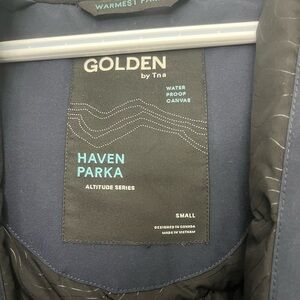 WARMEST
GOLDEN
by Tna
WATER
PROOF
CANVAS
HAVEN
PARKA
ALTITUDE SERIES
SMALL
DESIGNED IN CANADA
MADE IN VIETNAM